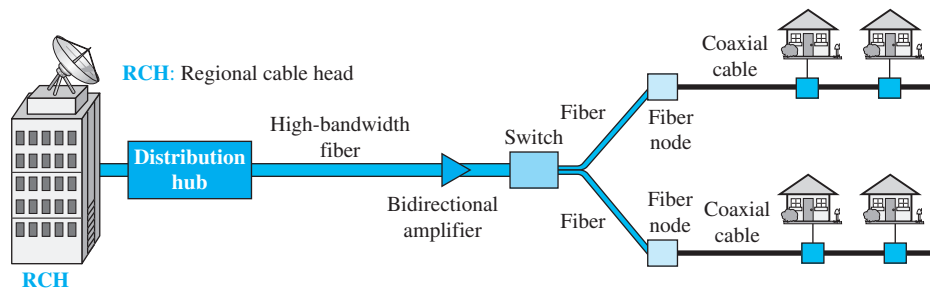 RCH: Regional cable head
Coaxial
cable
High-bandwidth
fiber
Switch
Fiber
Fiber
node
Distribution
hub
Bidirectional
amplifier
Fiber
Fiber
node
Coaxial
cable
RCH